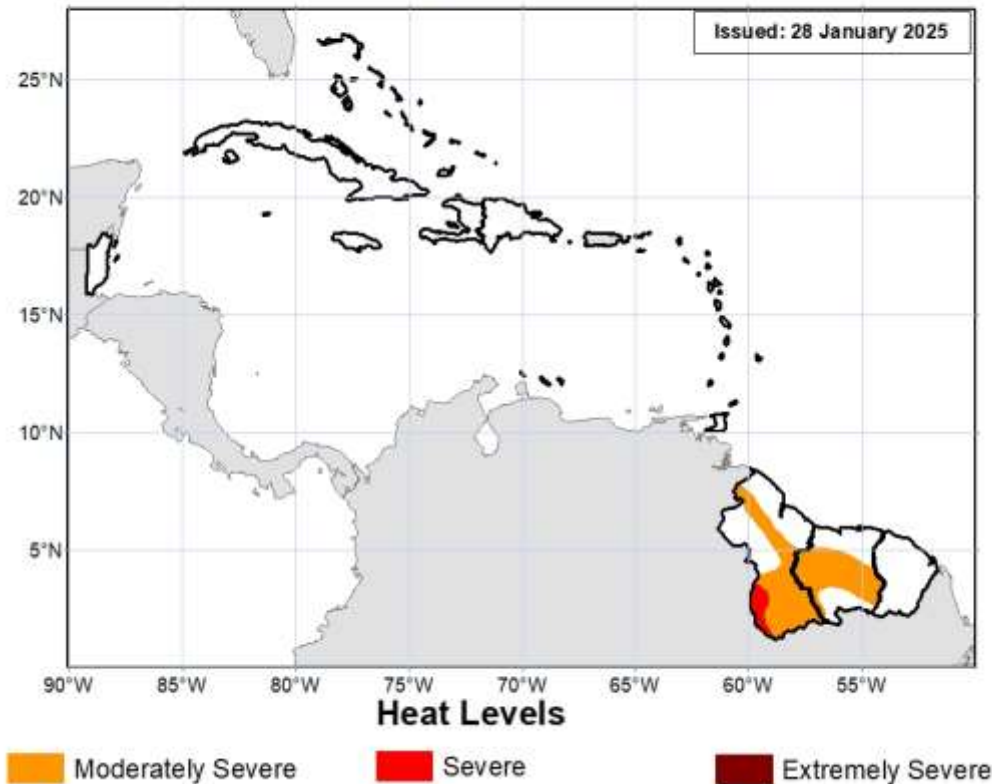 Issued: 28 January 2025
25°N
20°N
15°N
10°N
5°N
90°W 85°W 80°W 75°W 70°W 65°W 60°W 55°W
Heat Levels
Moderately Severe Severe Extremely Severe